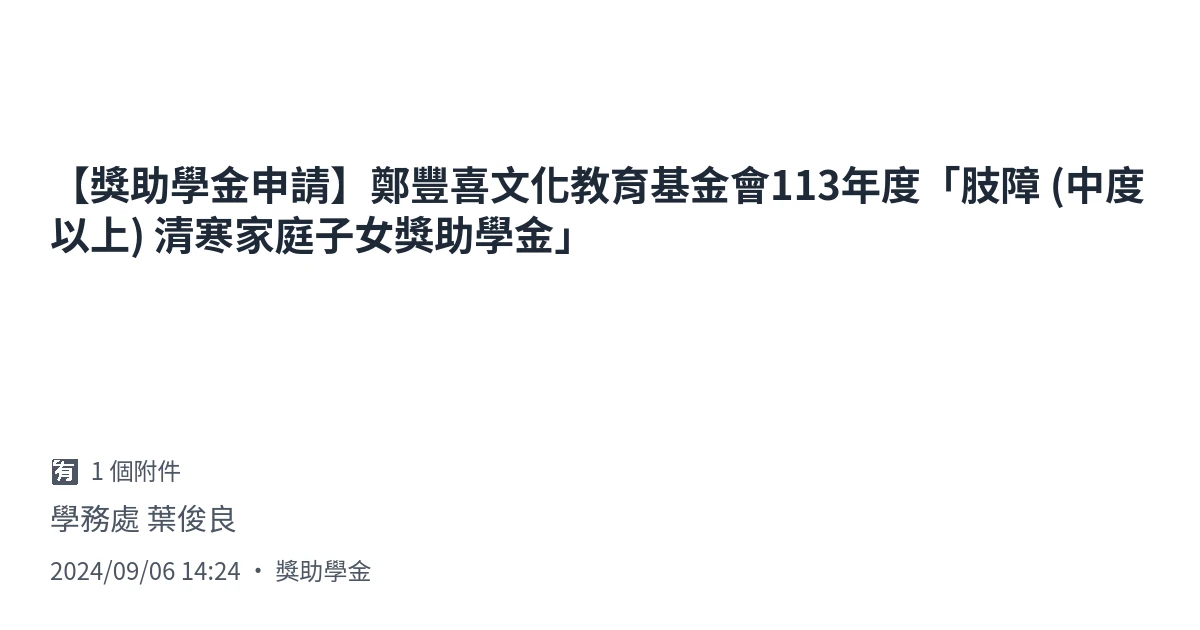 【獎助學金申請】鄭豐喜文化教育基金會113年度「肢障 (中度
以上) 清寒家庭子女獎助學金」
有 1 個附件
學務處 葉俊良
2024/09/06 14:24 • 獎助學金